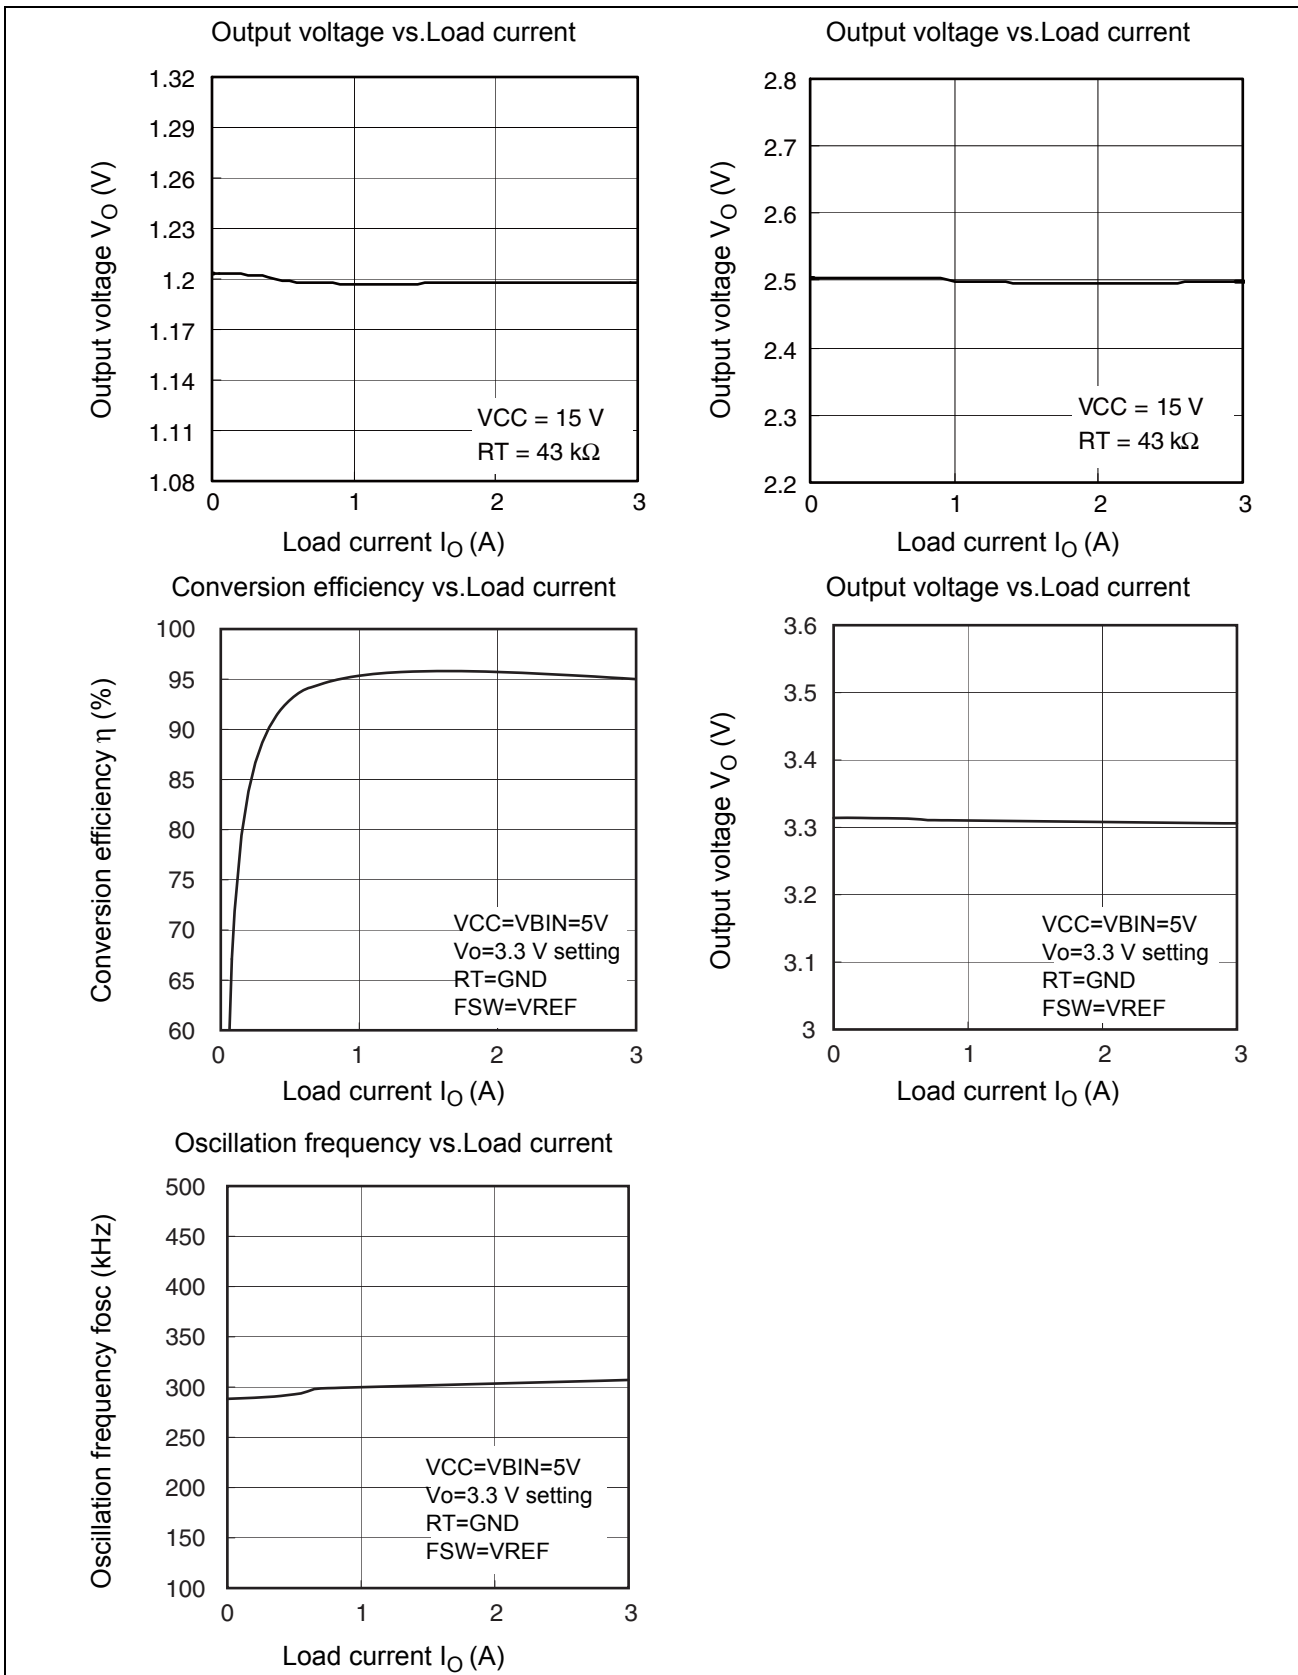 Output voltage vs.Load current
Output voltage VO (V)
1.32
1.29
1.26
1.23
1.2
1.17
1.14
1.11
1.08
VCC = 15 V
RT = 43 kΩ
0 1 2 3
Load current IO (A)
Output voltage vs.Load current
Output voltage VO (V)
2.8
2.7
2.6
2.5
2.4
2.3
2.2
VCC = 15 V
RT = 43 kΩ
0 1 2 3
Load current IO (A)
Conversion efficiency vs.Load current
Conversion efficiency η (%)
100
95
90
85
80
75
70
65
60
VCC=VBIN=5V
Vo=3.3 V setting
RT=GND
FSW=VREF
0 1 2 3
Load current IO (A)
Output voltage vs.Load current
Output voltage VO (V)
3.6
3.5
3.4
3.3
3.2
3.1
3
VCC=VBIN=5V
Vo=3.3 V setting
RT=GND
FSW=VREF
0 1 2 3
Load current IO (A)
Oscillation frequency vs.Load current
Oscillation frequency fosc (kHz)
500
450
400
350
300
250
200
150
100
VCC=VBIN=5V
Vo=3.3 V setting
RT=GND
FSW=VREF
0 1 2 3
Load current IO (A)